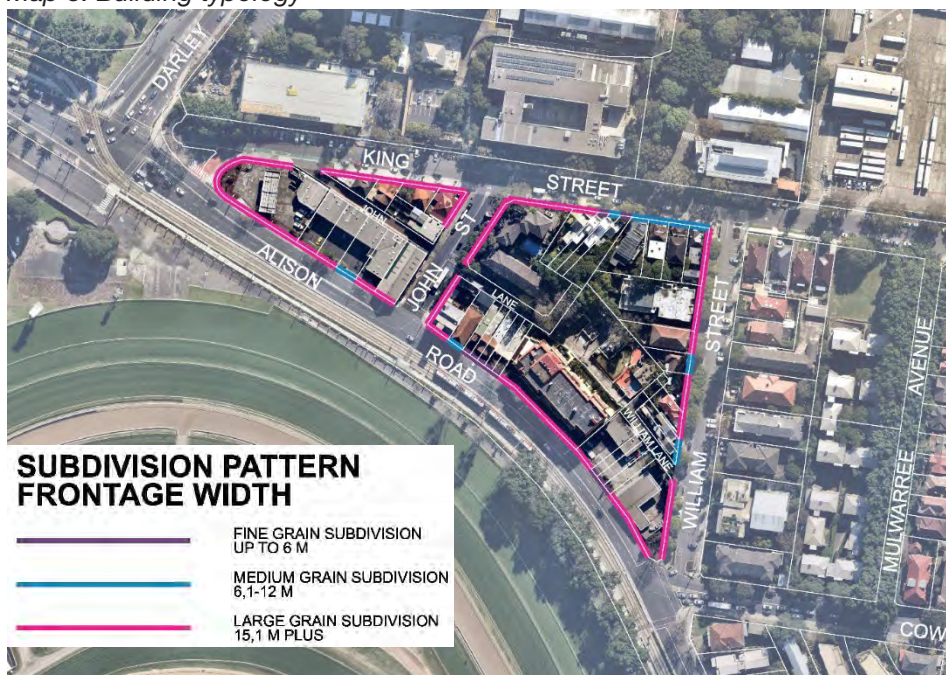 Map 6: Building typology
DARLEY
KING
STREET
JOHN
ST
ALISON
JOHN
LANE
STREET
ROAD
WILLIAM LANE
WILLIAM
AVENUE
MULWARREE
COW
SUBDIVISION PATTERN
FRONTAGE WIDTH
FINE GRAIN SUBDIVISION
UP TO 6 M
MEDIUM GRAIN SUBDIVISION
6,1-12 M
LARGE GRAIN SUBDIVISION
15,1 M PLUS